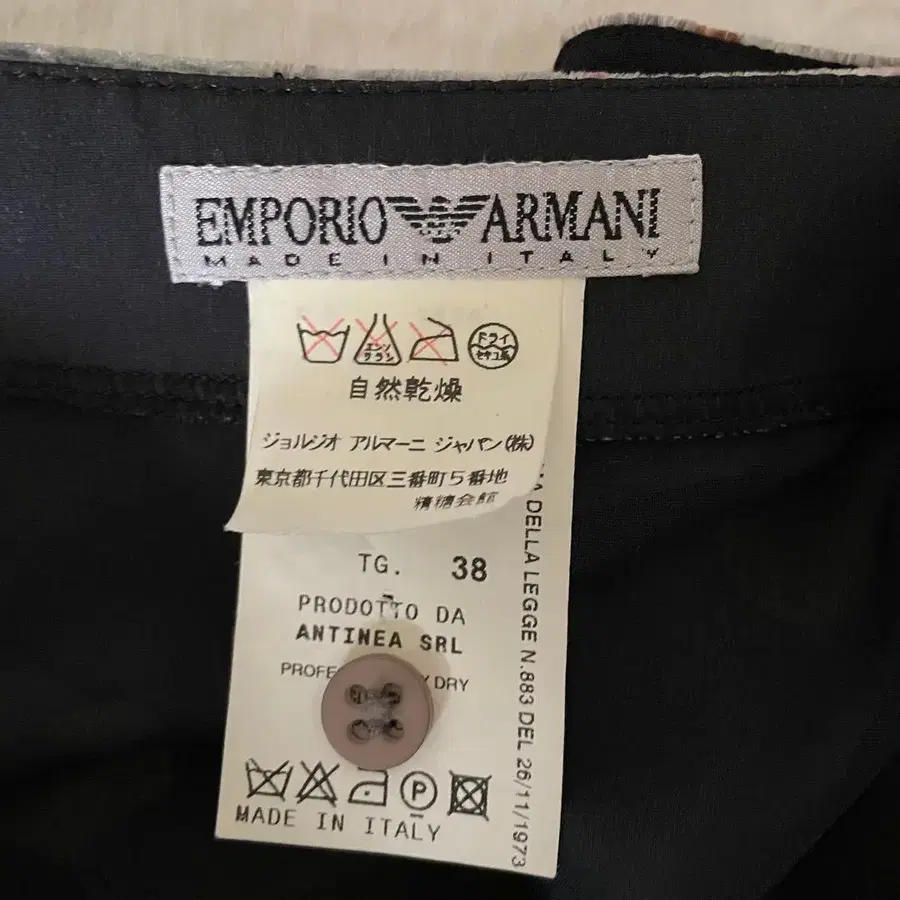 EMPORIO ARMANI
MADE IN ITALY
エンソ
サラシ
ドライ
セキユ系
自然乾燥
ジョルジオ アルマーニ ジャパン(株)
東京都千代田区三番町5番地
精糖会館
TG. 38
PRODOTTO DA
ANTINEA SRL
DRY
P
MADE IN ITALY
DELLA LEGGE N.883 DEL 26/11/1973